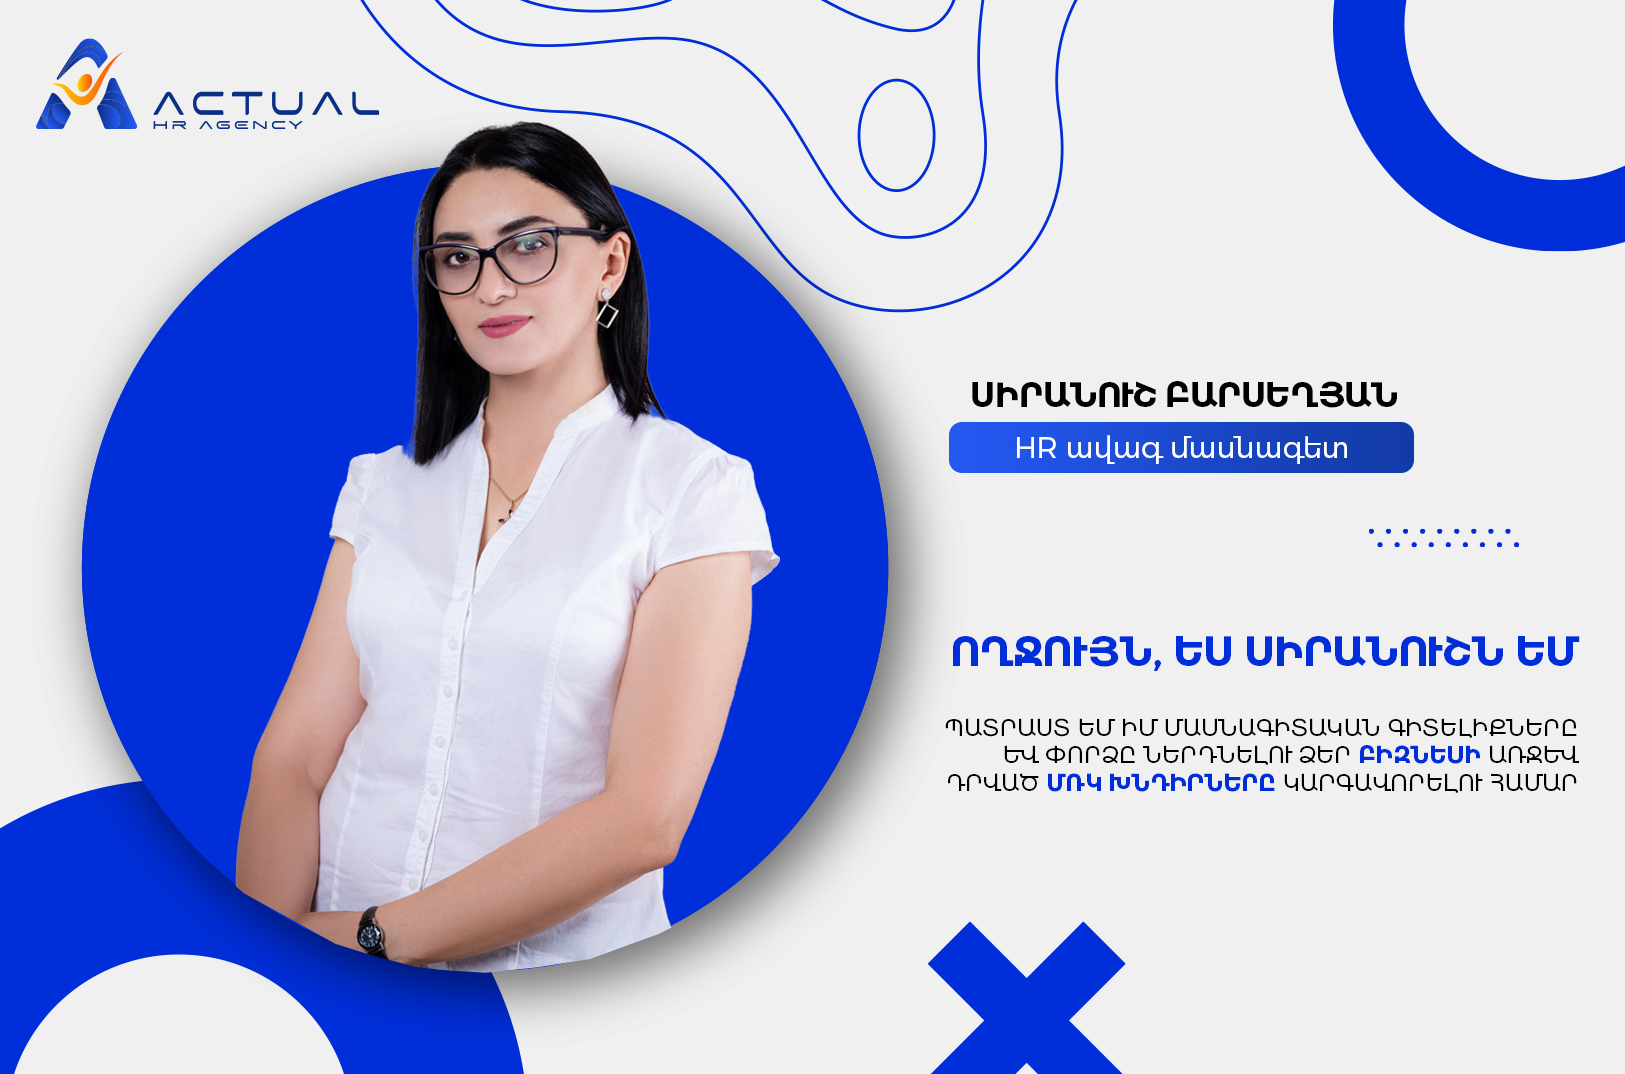 ACTUAL
HR AGENCY
ՍԻՐԱՆՈՒՇ ԲԱՐՍԵՂՅԱՆ
HR ավագ մասնագետ
ՈՂՋՈՒՅՆ, ԵՍ ՍԻՐԱՆՈՒՇՆ ԵՄ
ՊԱՏՐԱՍՏ ԵՄ ԻՄ ՄԱՍՆԱԳԻՏԱԿԱՆ ԳԻՏԵԼԻՔՆԵՐԸ
ԵՎ ՓՈՐՁԸ ՆԵՐԴՆԵԼՈՒ ՁԵՐ ԲԻԶՆԵՍԻ ԱՌՋԵՎ
ԴՐՎԱԾ ՄՌԿ ԽՆԴԻՐՆԵՐԸ ԿԱՐԳԱՎՈՐԵԼՈՒ ՀԱՄԱՐ